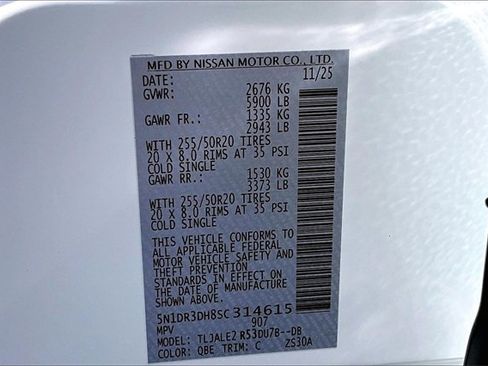 MFD BY NISSAN MOTOR CO., LTD.
DATE: 11/25
GVWR: 2676 KG
5900 LB
GAWR FR.: 1335 KG
2943 LB
WITH 255/50R20 TIRES
20 X 8.0 RIMS AT 35 PSI
COLD SINGLE
GAWR RR.: 1530 KG
3373 LB
WITH 255/50R20 TIRES
20 X 8.0 RIMS AT 35 PSI
COLD SINGLE
THIS VEHICLE CONFORMS TO
ALL APPLICABLE FEDERAL
MOTOR VEHICLE SAFETY AND
THEFT PREVENTION
STANDARDS IN EFFECT ON
THE DATE OF MANUFACTURE
SHOWN ABOVE.
5N1DR3DH8SC314615
MPV 907
MODEL: TLJALE2 R53DU7B--DB
COLOR: QBE TRIM: C ZS30A